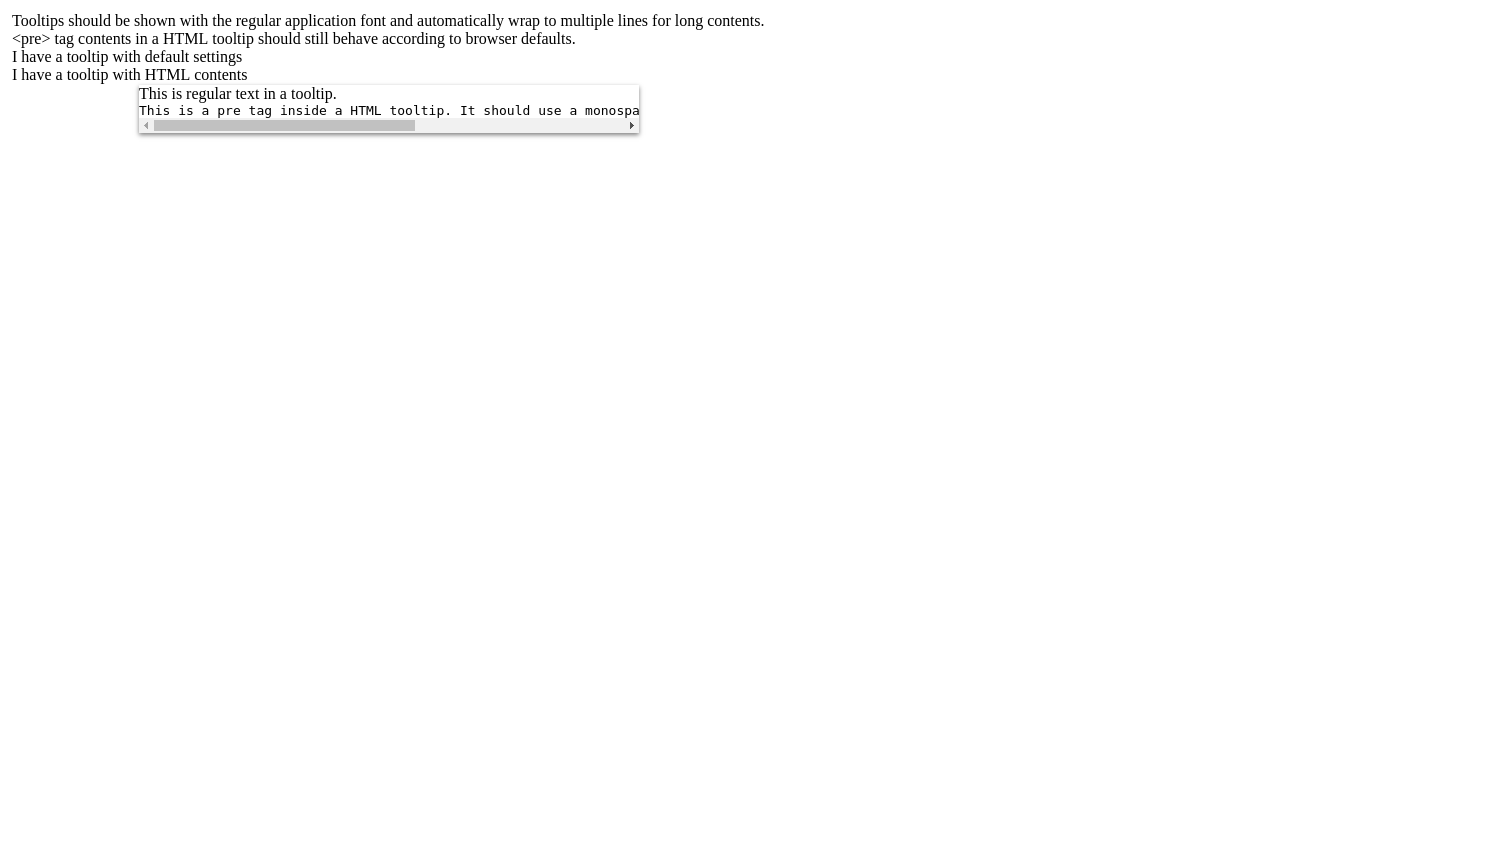 Tooltips should be shown with the regular application font and automatically wrap to multiple lines for long contents.
<pre> tag contents in a HTML tooltip should still behave according to browser defaults.
I have a tooltip with default settings
I have a tooltip with HTML contents
This is regular text in a tooltip.
This is a pre tag inside a HTML tooltip. It should use a monospa